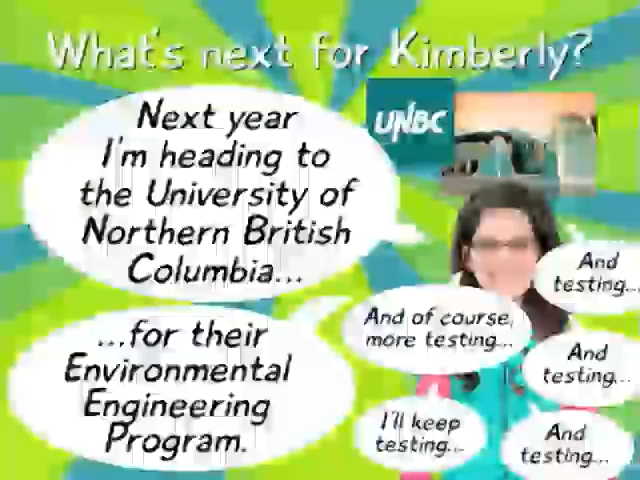 What's next for Kimberly?
Next year
I'm heading to
the University of
Northern British
Columbia...
UNBC
...for their
Environmental
Engineering
Program.
And of course,
more testing...
And
testing...
And
testing...
I'll keep
testing...
And
testing...